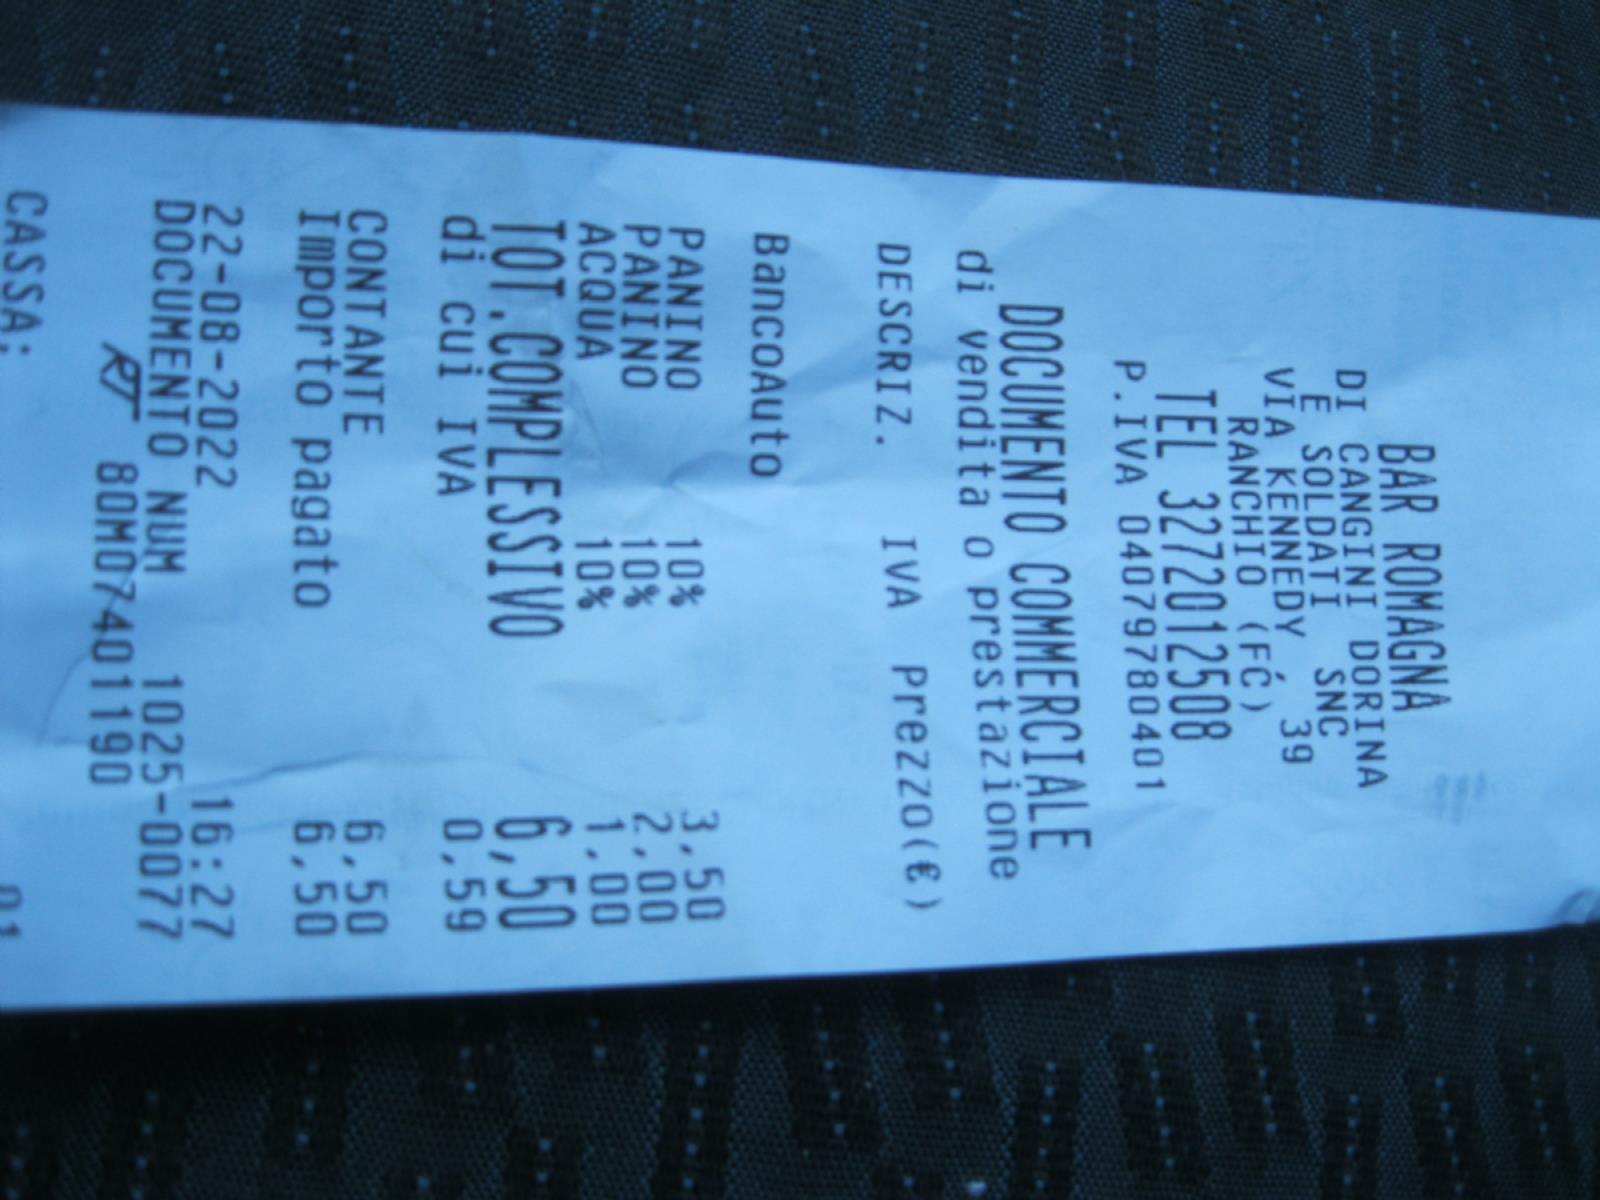 BAR ROMAGNA
DI CANGINI DORINA
E SOLDATI SNC
VIA KENNEDY 39
RANCHIO (FC)
TEL 3272012508
P.IVA 04079780401
DOCUMENTO COMMERCIALE
di vendita o prestazione
DESCRIZ. IVA Prezzo(€)
BancoAuto
PANINO 10% 3,50
PANINO 10% 2,00
ACQUA 10% 1,00
TOT.COMPLESSIVO 6,50
di cui IVA 0,59
CONTANTE 6,50
Importo pagato 6,50
22-08-2022 16:27
DOCUMENTO NUM 1025-0077
80M07401190
CASSA: 01